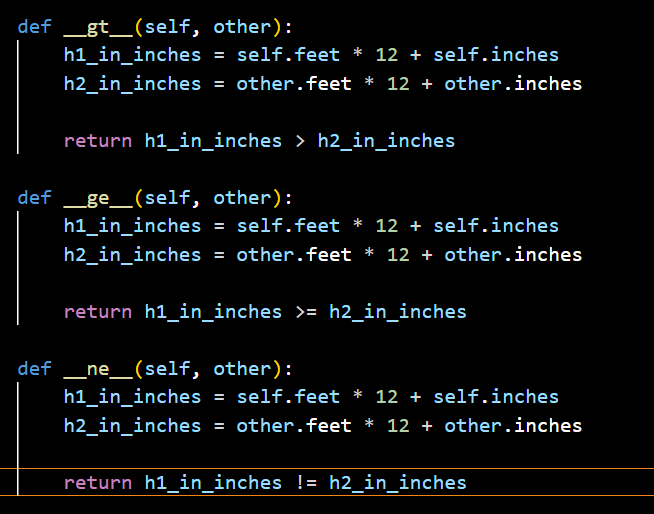 def __gt__(self, other):
    h1_in_inches = self.feet * 12 + self.inches
    h2_in_inches = other.feet * 12 + other.inches
    return h1_in_inches > h2_in_inches
def __ge__(self, other):
    h1_in_inches = self.feet * 12 + self.inches
    h2_in_inches = other.feet * 12 + other.inches
    return h1_in_inches >= h2_in_inches
def __ne__(self, other):
    h1_in_inches = self.feet * 12 + self.inches
    h2_in_inches = other.feet * 12 + other.inches
    return h1_in_inches != h2_in_inches